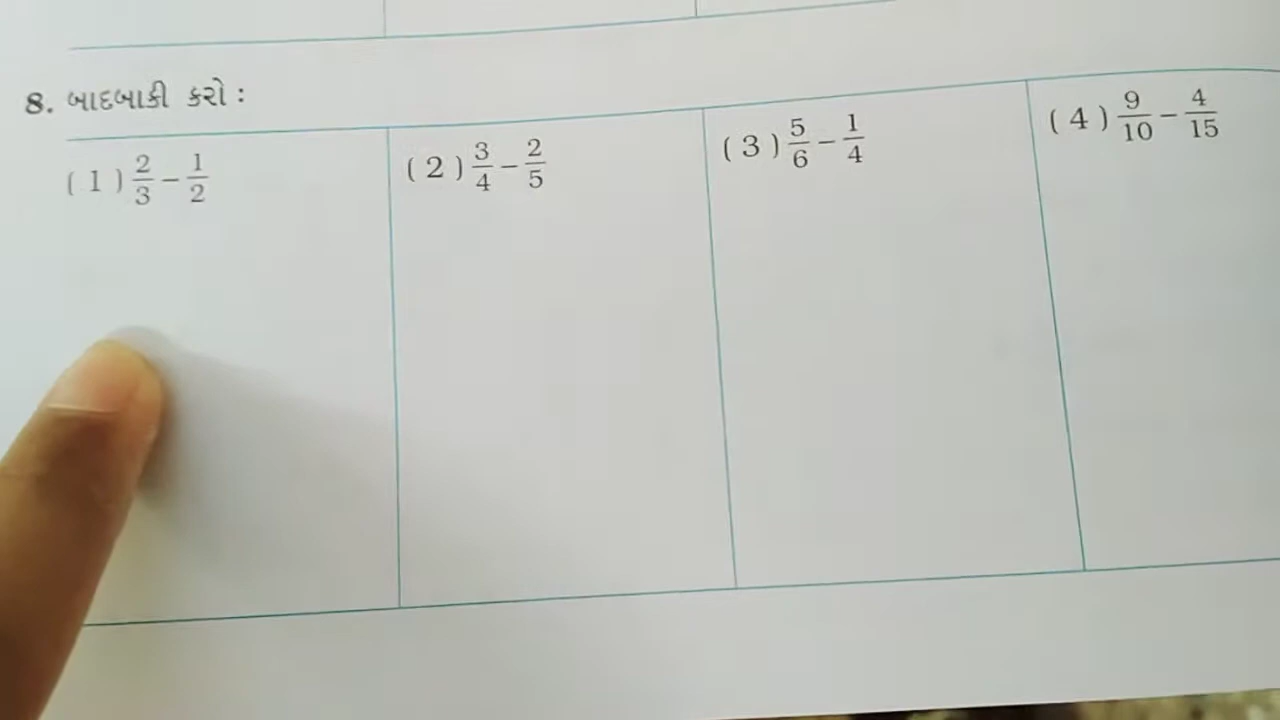 8. બાદબાકી કરો :
( 1 ) 2/3 − 1/2
( 2 ) 3/4 − 2/5
( 3 ) 5/6 − 1/4
( 4 ) 9/10 − 4/15